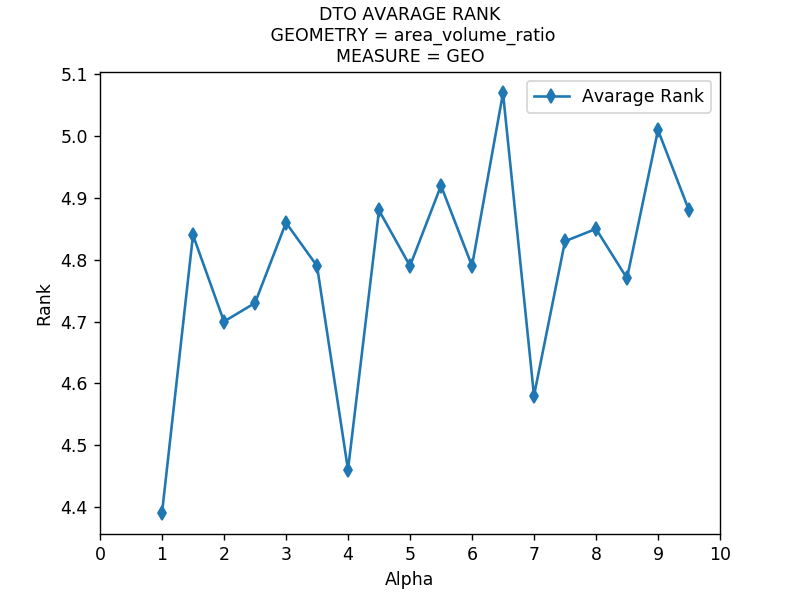 DTO AVARAGE RANK
GEOMETRY = area_volume_ratio
MEASURE = GEO
Avarage Rank
5.1
5.0
4.9
4.8
4.7
4.6
4.5
4.4
Rank
0 1 2 3 4 5 6 7 8 9 10
Alpha